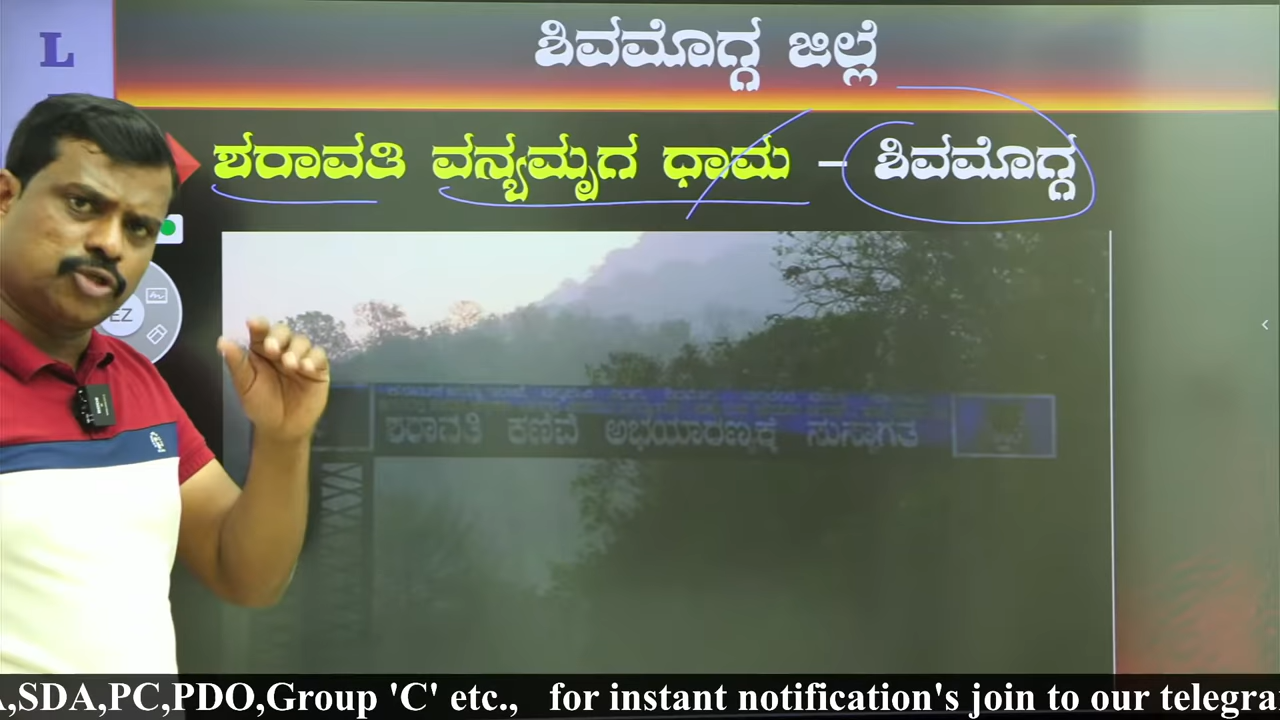 L
ಶಿವಮೊಗ್ಗ ಜಿಲ್ಲೆ
ಶರಾವತಿ ವನ್ಯಮೃಗ ಧಾಮ – ಶಿವಮೊಗ್ಗ
EZ
ಶರಾವತಿ ಕಣಿವೆ ಅಭಯಾರಣ್ಯಕ್ಕೆ ಸುಸ್ವಾಗತ
,SDA,PC,PDO,Group 'C' etc., for instant notification's join to our telegra